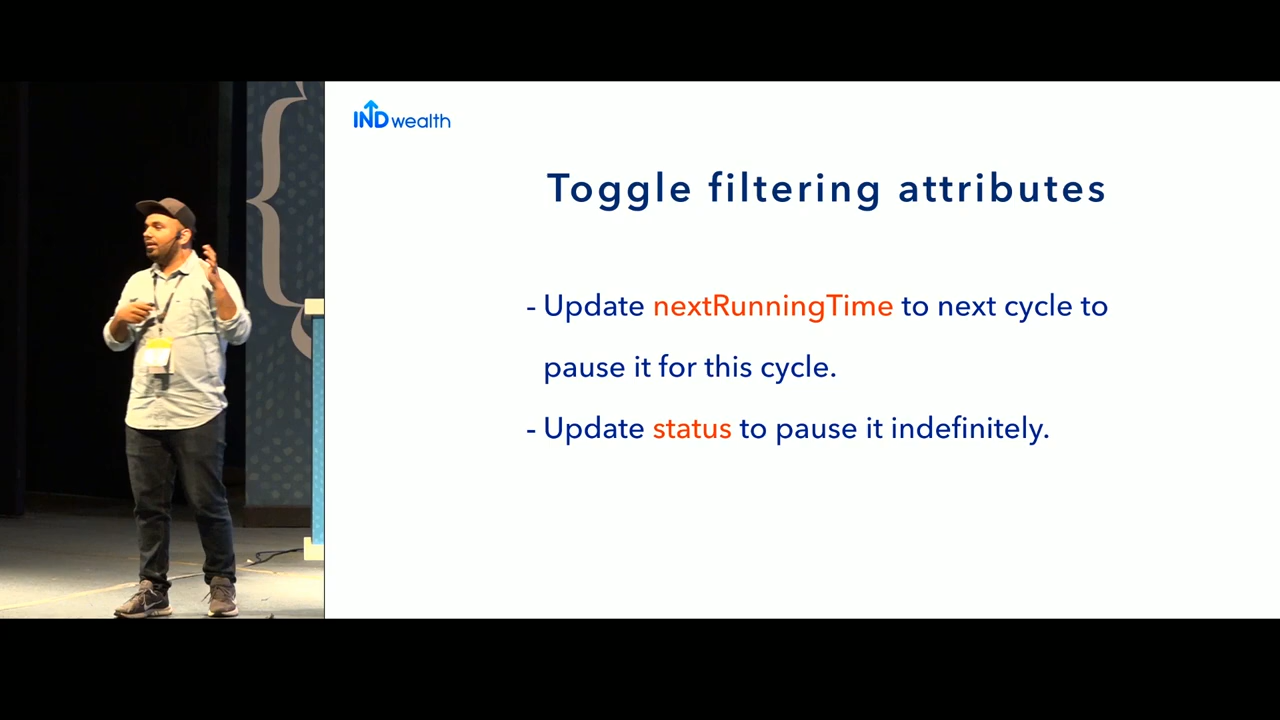 INDwealth
Toggle filtering attributes
- Update nextRunningTime to next cycle to
pause it for this cycle.
- Update status to pause it indefinitely.